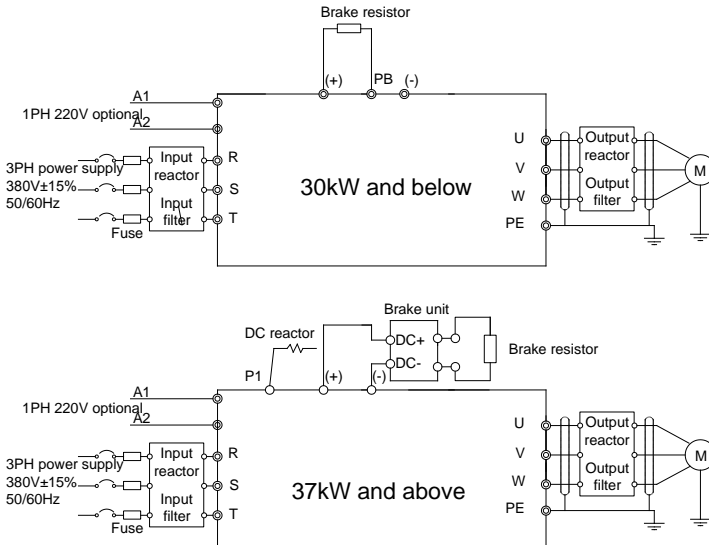 Brake resistor
(+)
PB
(-)
A1
1PH 220V optional
A2
3PH power supply
380V±15%
50/60Hz
Fuse
Input
reactor
Input
filter
R
S
T
30kW and below
U
V
W
PE
Output
reactor
Output
filter
M
Brake unit
DC reactor
DC+
DC-
Brake resistor
P1
(+)
(-)
A1
1PH 220V optional
A2
3PH power supply
380V±15%
50/60Hz
Fuse
Input
reactor
Input
filter
R
S
T
37kW and above
U
V
W
PE
Output
reactor
Output
filter
M